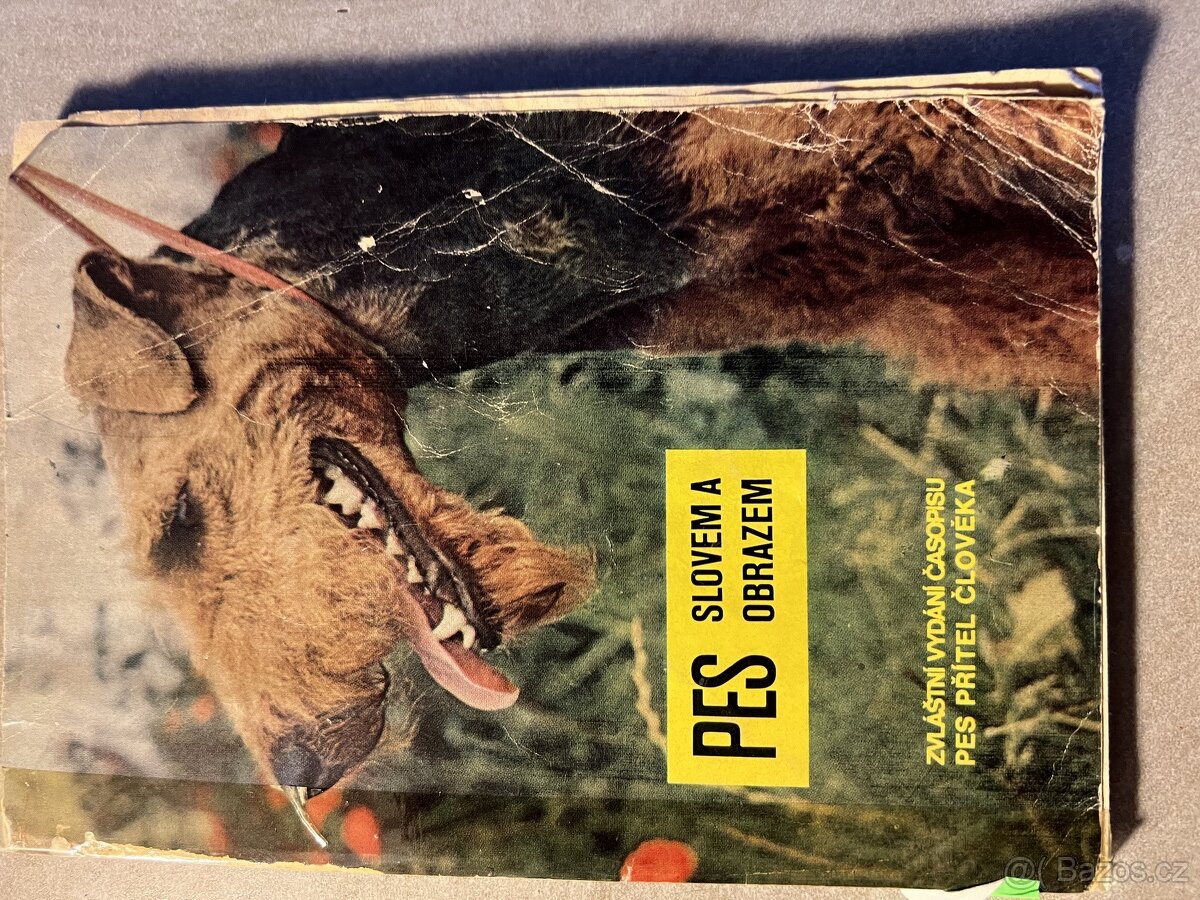 PES SLOVEM A
OBRAZEM
ZVLÁŠTNÍ VYDÁNÍ ČASOPISU
PES PŘÍTEL ČLOVĚKA
@( Bazos.cz